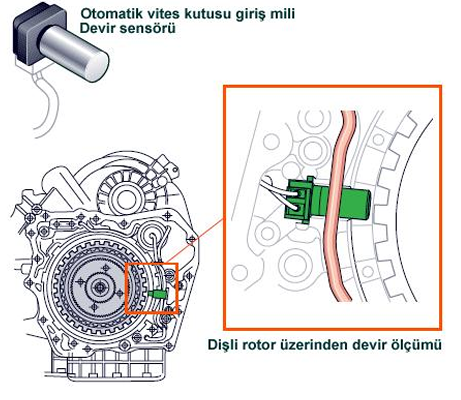 Otomatik vites kutusu giriş mili
Devir sensörü
Dişli rotor üzerinden devir ölçümü